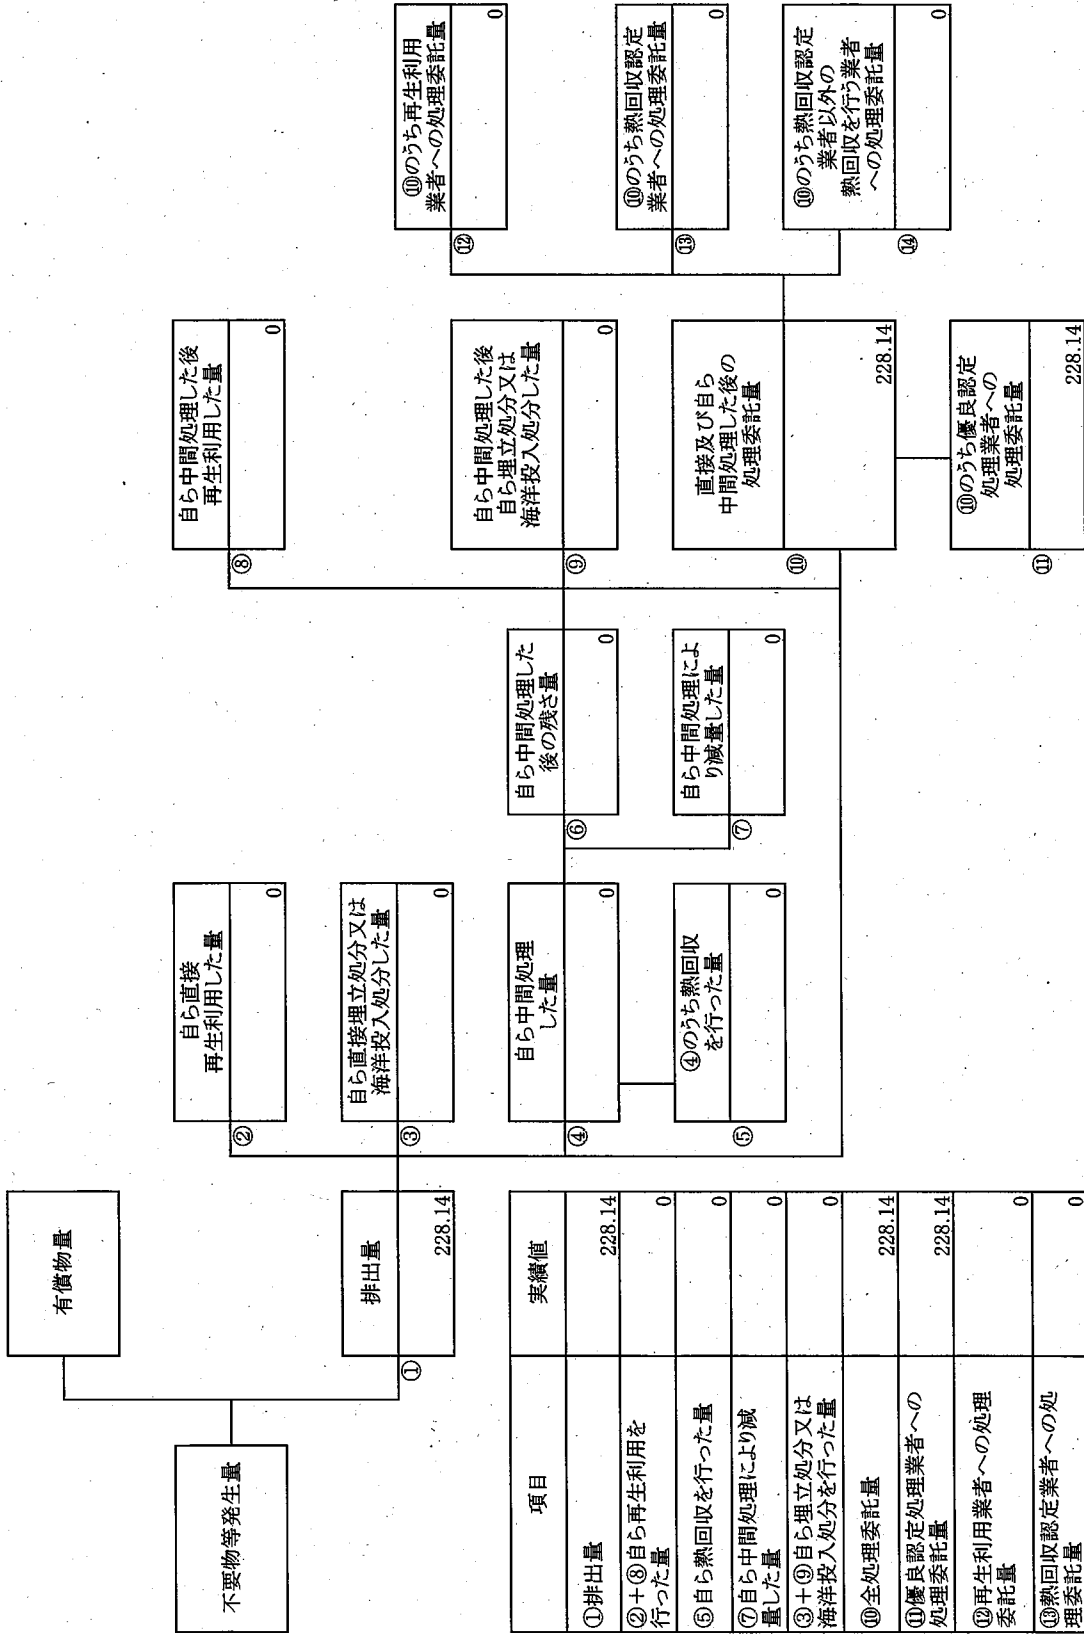 有償物量
不要物等発生量
排出量
①
228.14
自ら直接
再生利用した量
②
0
自ら直接埋立処分又は
海洋投入処分した量
③
0
自ら中間処理
した量
④
0
④のうち熱回収
を行った量
⑤
0
自ら中間処理した
後の残さ量
⑥
0
自ら中間処理によ
り減量した量
⑦
0
自ら中間処理した後
再生利用した量
⑧
0
自ら中間処理した後
自ら埋立処分又は
海洋投入処分した量
⑨
0
直接及び自ら
中間処理した後の
処理委託量
⑩
228.14
⑩のうち優良認定
処理業者への
処理委託量
⑪
228.14
⑩のうち再生利用
業者への処理委託量
⑫
0
⑩のうち熱回収認定
業者への処理委託量
⑬
0
⑩のうち熱回収認定
業者以外の
熱回収を行う業者
への処理委託量
⑭
0
項目 実績値
①排出量 228.14
②+⑧自ら再生利用を
行った量 0
⑤自ら熱回収を行った量 0
⑦自ら中間処理により減
量した量 0
③+⑨自ら埋立処分又は
海洋投入処分を行った量 0
⑩全処理委託量 228.14
⑪優良認定処理業者への
処理委託量 228.14
⑫再生利用業者への処理
委託量 0
⑬熱回収認定業者への処
理委託量 0